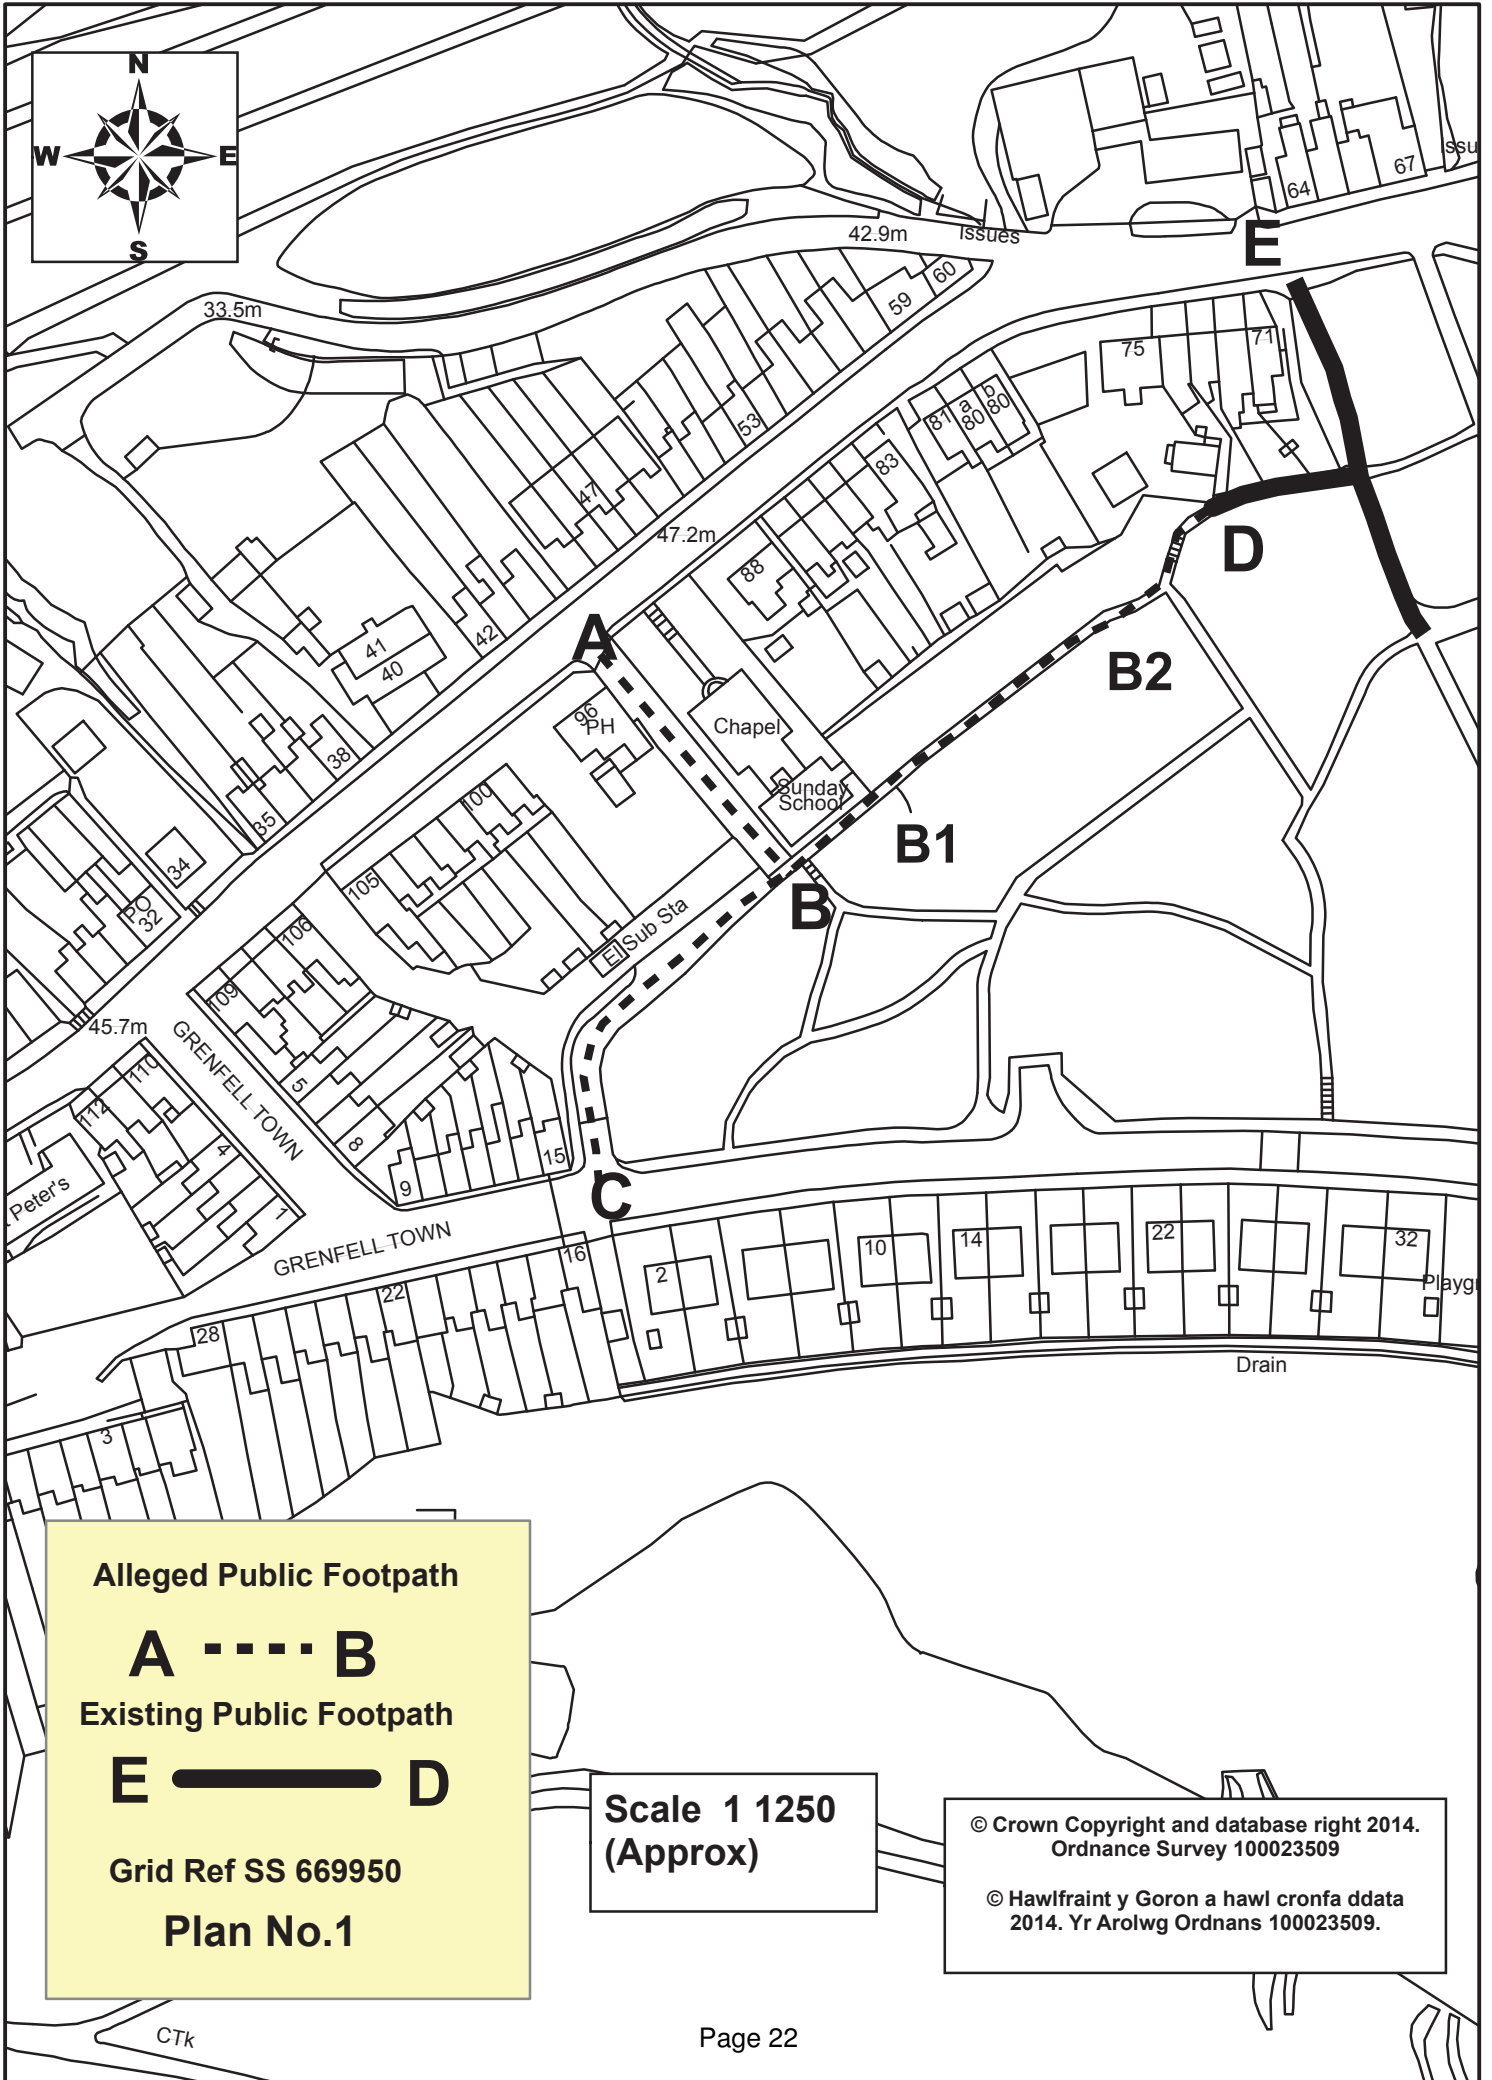 N
W E
S
Issu
67
64
42.9m
Issues
E
60
59
33.5m
75
71
53
81
80
a
80
b
83
47
47.2m
D
88
A
42
41
40
B2
96
PH
Chapel
38
Sunday
School
100
B1
35
34
105
PO
32
B
El Sub Sta
106
109
45.7m
GRENFELL TOWN
110
112
5
8
4
15
9
C
Peter's
1
GRENFELL TOWN
16
10
14
22
32
2
22
Playg
28
Drain
3
Alleged Public Footpath
A ---- B
Existing Public Footpath
E D
Grid Ref SS 669950
Plan No.1
Scale 1 1250
(Approx)
© Crown Copyright and database right 2014.
Ordnance Survey 100023509
© Hawlfraint y Goron a hawl cronfa ddata
2014. Yr Arolwg Ordnans 100023509.
CTk
Page 22